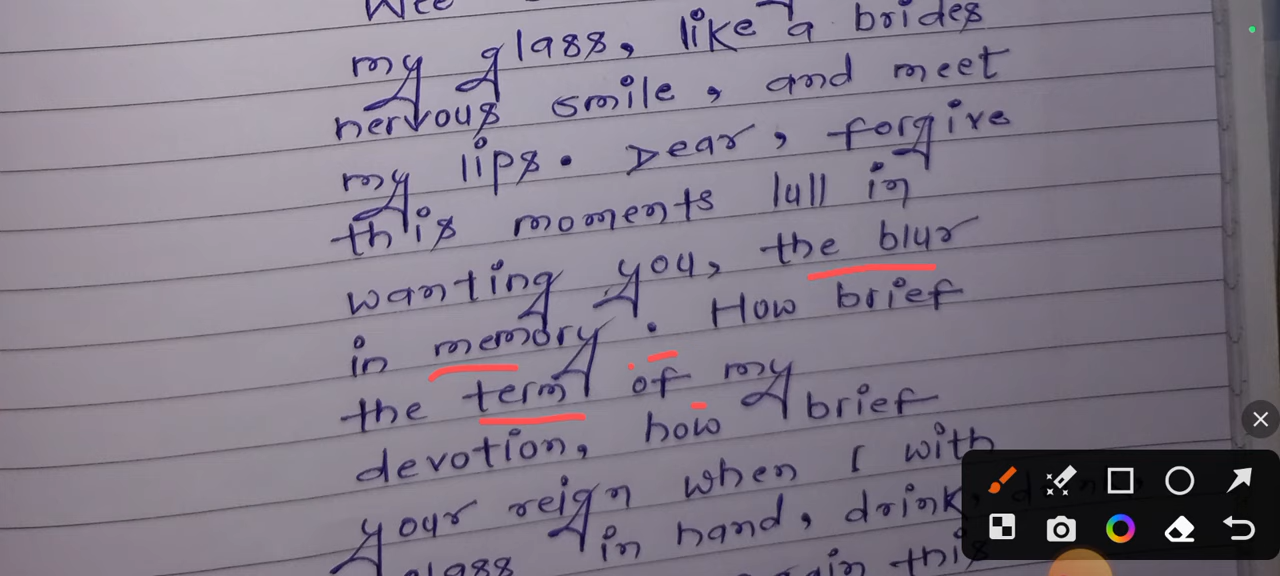 my glass, like a brides
nervous smile, and meet
my lips. Dear, forgive
this moments lull in
wanting you, the blur
in memory. How brief
the term of my
devotion, how brief
your reign when I with
glass in hand, drink,
this